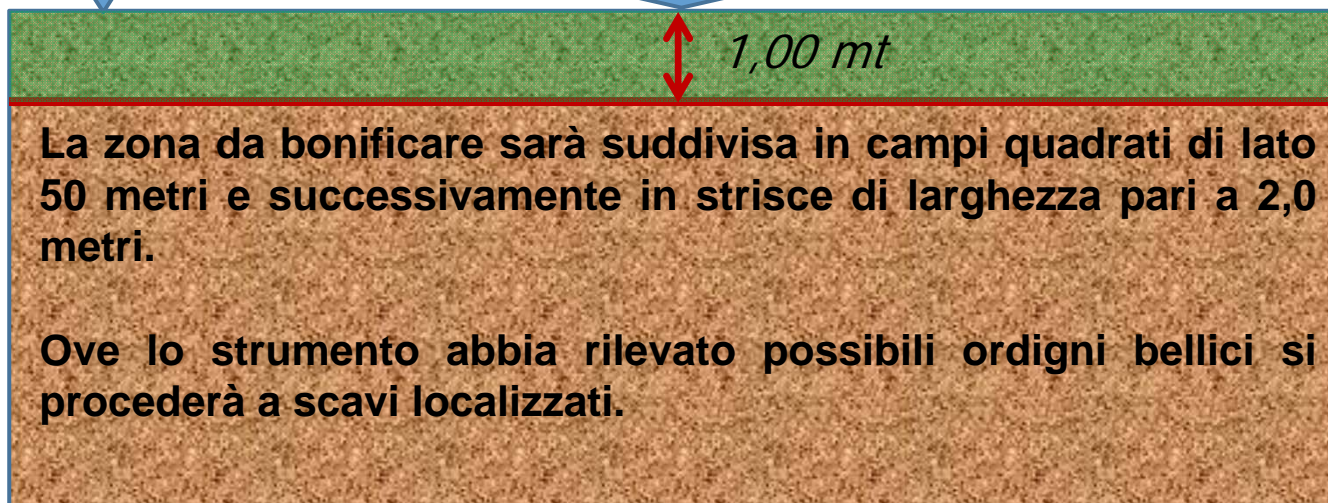 1,00 mt
La zona da bonificare sarà suddivisa in campi quadrati di lato
50 metri e successivamente in strisce di larghezza pari a 2,0
metri.
Ove lo strumento abbia rilevato possibili ordigni bellici si
procederà a scavi localizzati.